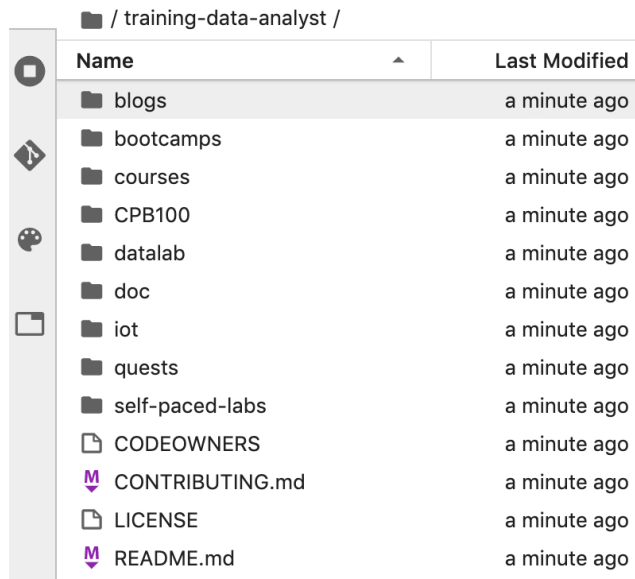 / training-data-analyst /
Name Last Modified
blogs a minute ago
bootcamps a minute ago
courses a minute ago
CPB100 a minute ago
datalab a minute ago
doc a minute ago
iot a minute ago
quests a minute ago
self-paced-labs a minute ago
CODEOWNERS a minute ago
M CONTRIBUTING.md a minute ago
LICENSE a minute ago
M README.md a minute ago